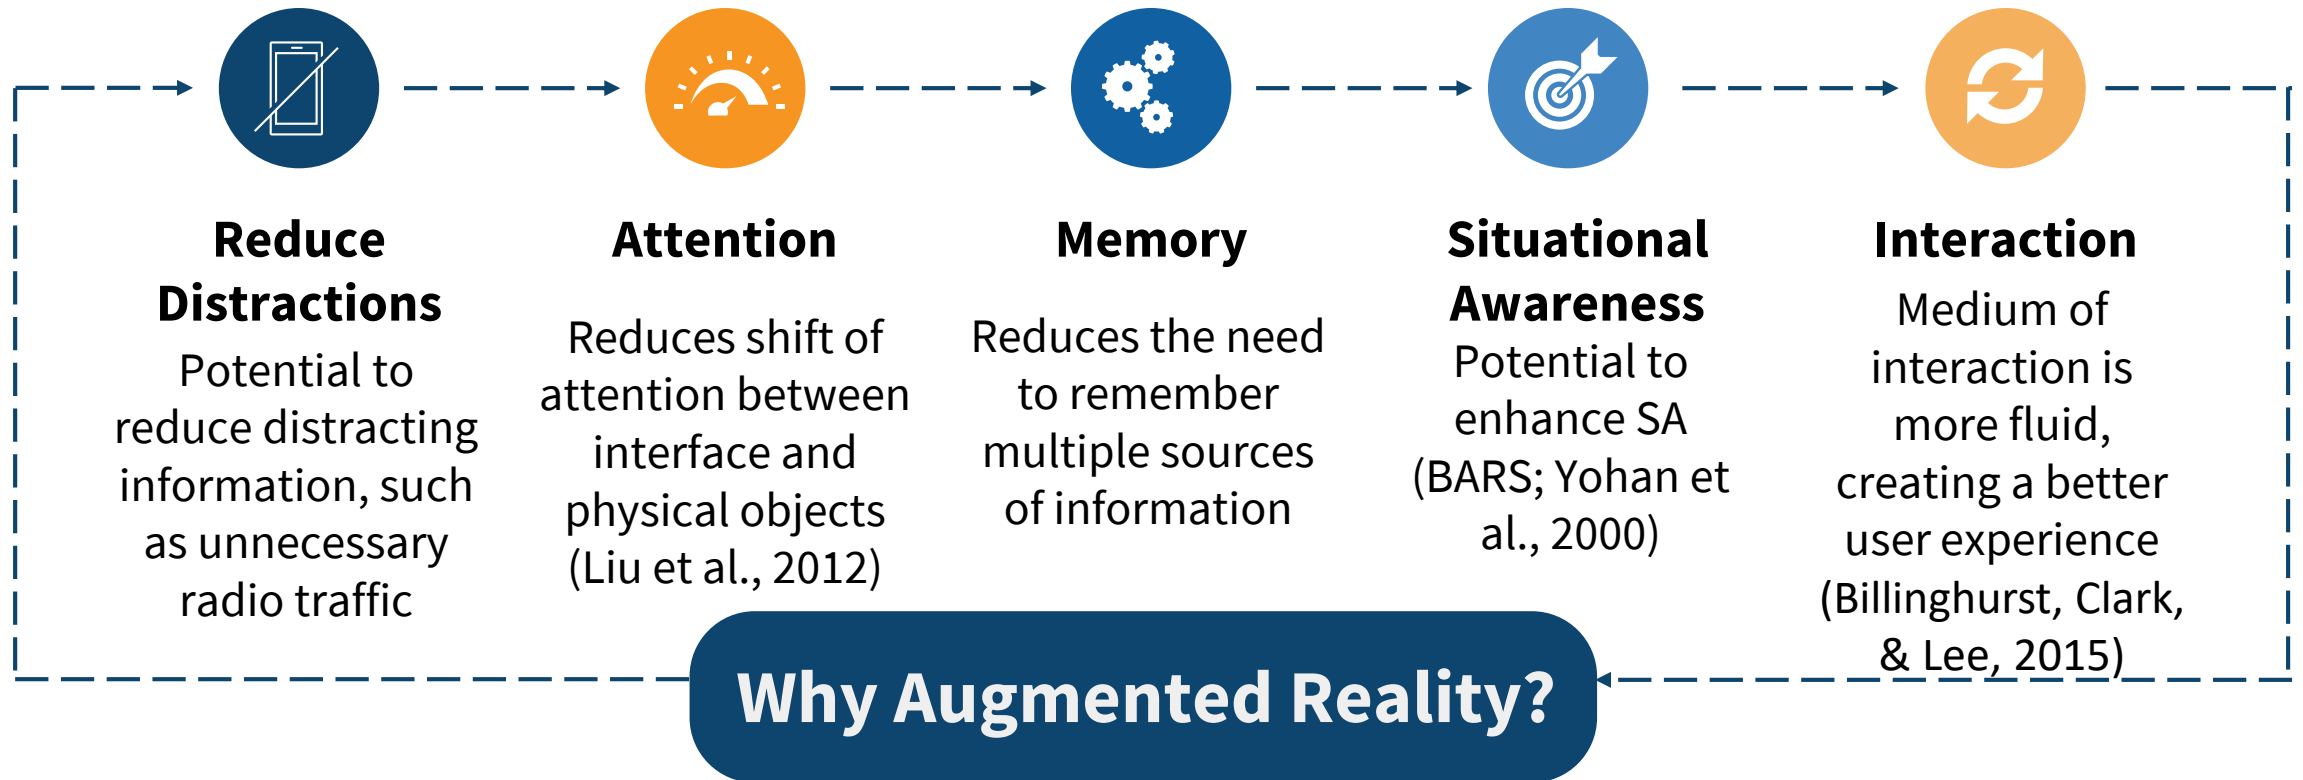 Reduce
Distractions
Potential to
reduce distracting
information, such
as unnecessary
radio traffic
Attention
Reduces shift of
attention between
interface and
physical objects
(Liu et al., 2012)
Memory
Reduces the need
to remember
multiple sources
of information
Situational
Awareness
Potential to
enhance SA
(BARS; Yohan et
al., 2000)
Interaction
Medium of
interaction is
more fluid,
creating a better
user experience
(Billinghurst, Clark,
& Lee, 2015)
Why Augmented Reality?